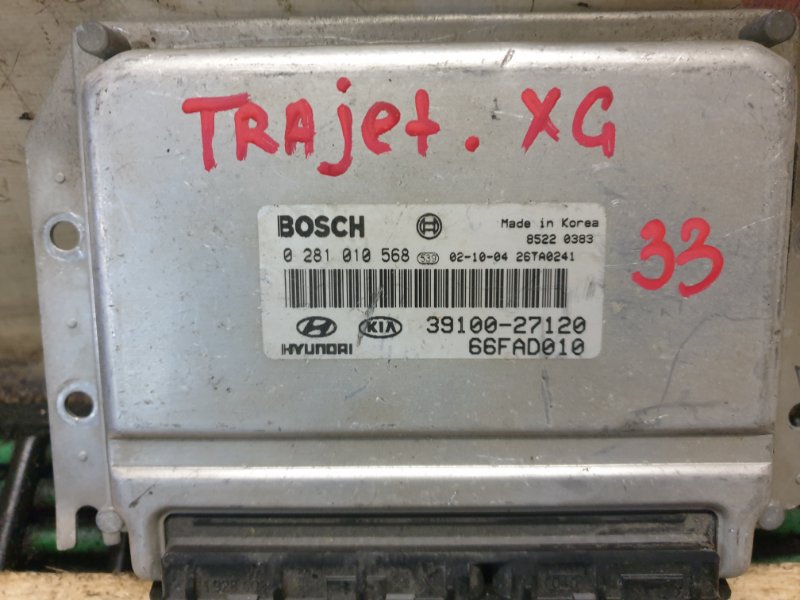 TRAjet. XG
33
BOSCH
Made in Korea
8522 0383
0 281 010 568 539 02-10-04 26TA0241
39100-27120
HYUNDAI KIA
66FAD010